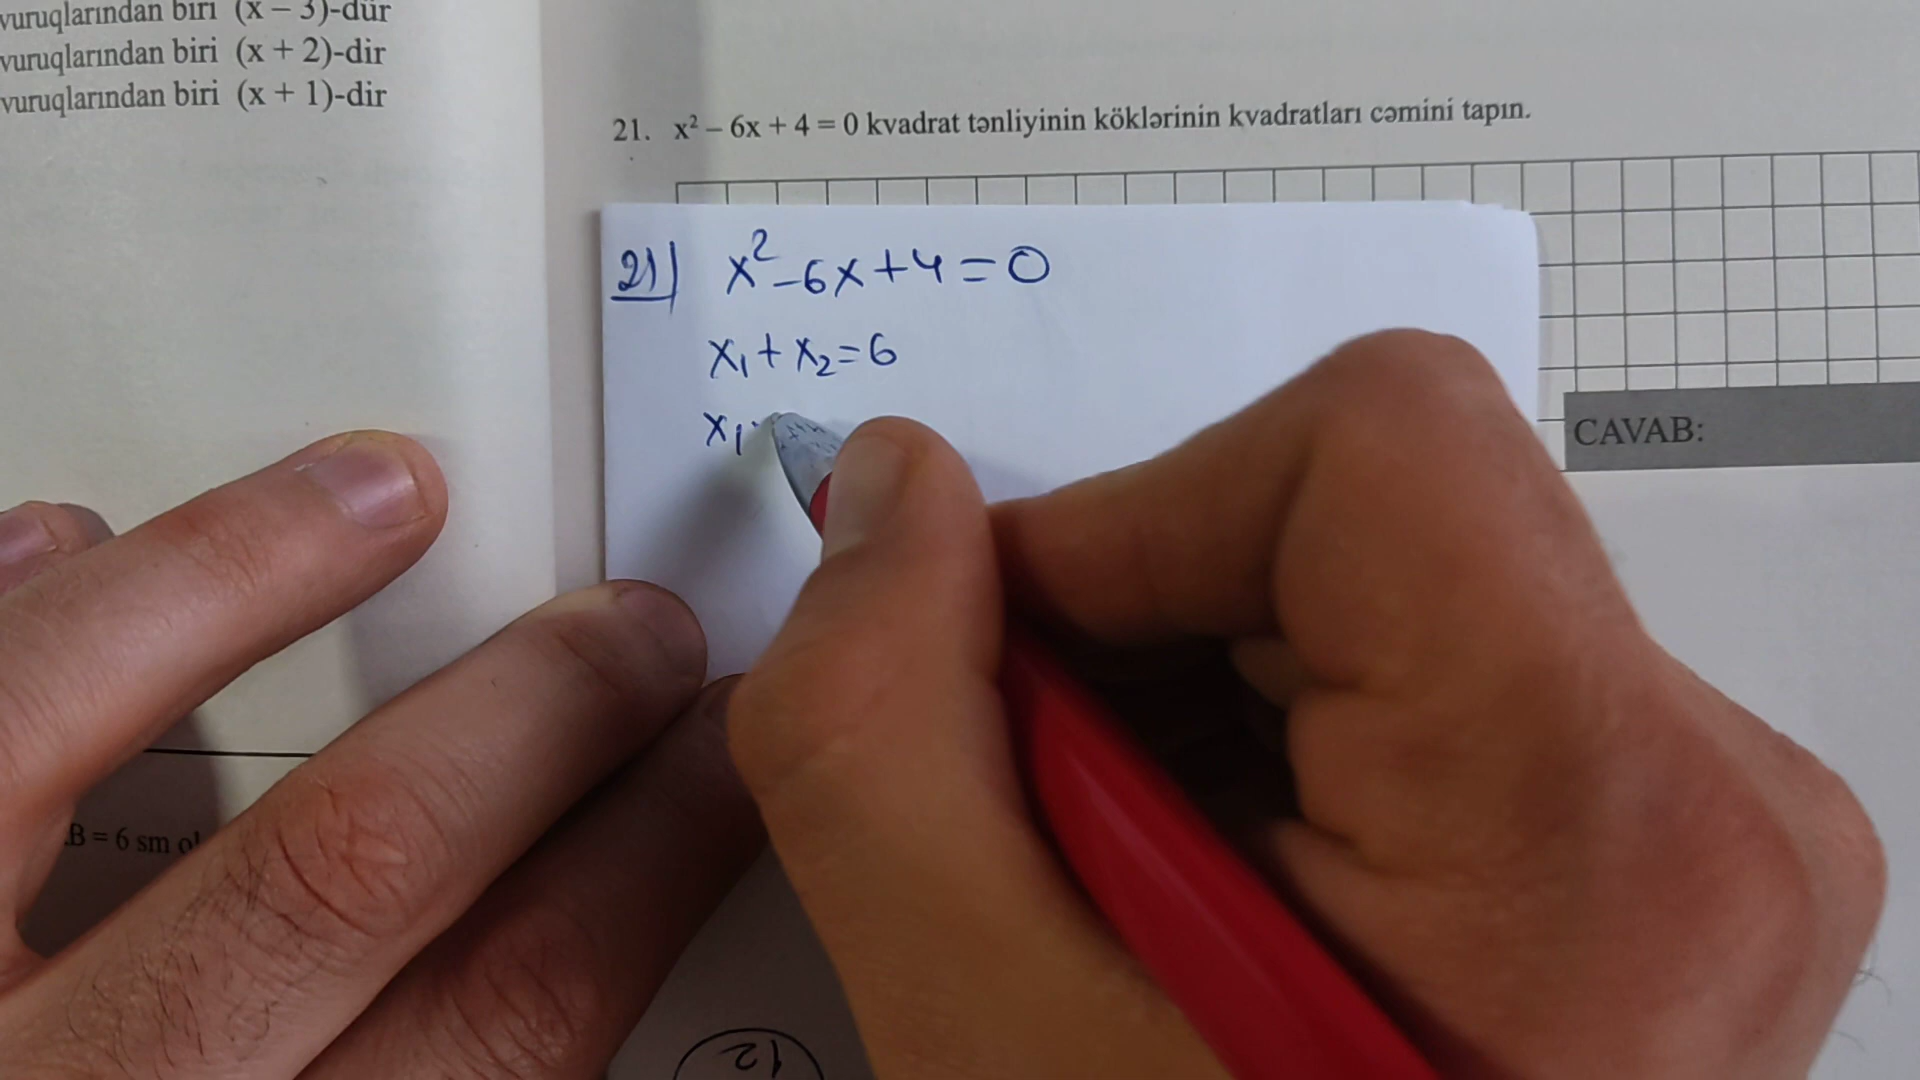 vuruqlarından biri (x – 3)-dür
vuruqlarından biri (x + 2)-dir
vuruqlarından biri (x + 1)-dir
B = 6 sm
21. x² – 6x + 4 = 0 kvadrat tənliyinin köklərinin kvadratları cəmini tapın.
21) x² – 6x + 4 = 0
x₁ + x₂ = 6
x₁ ·
CAVAB:
12